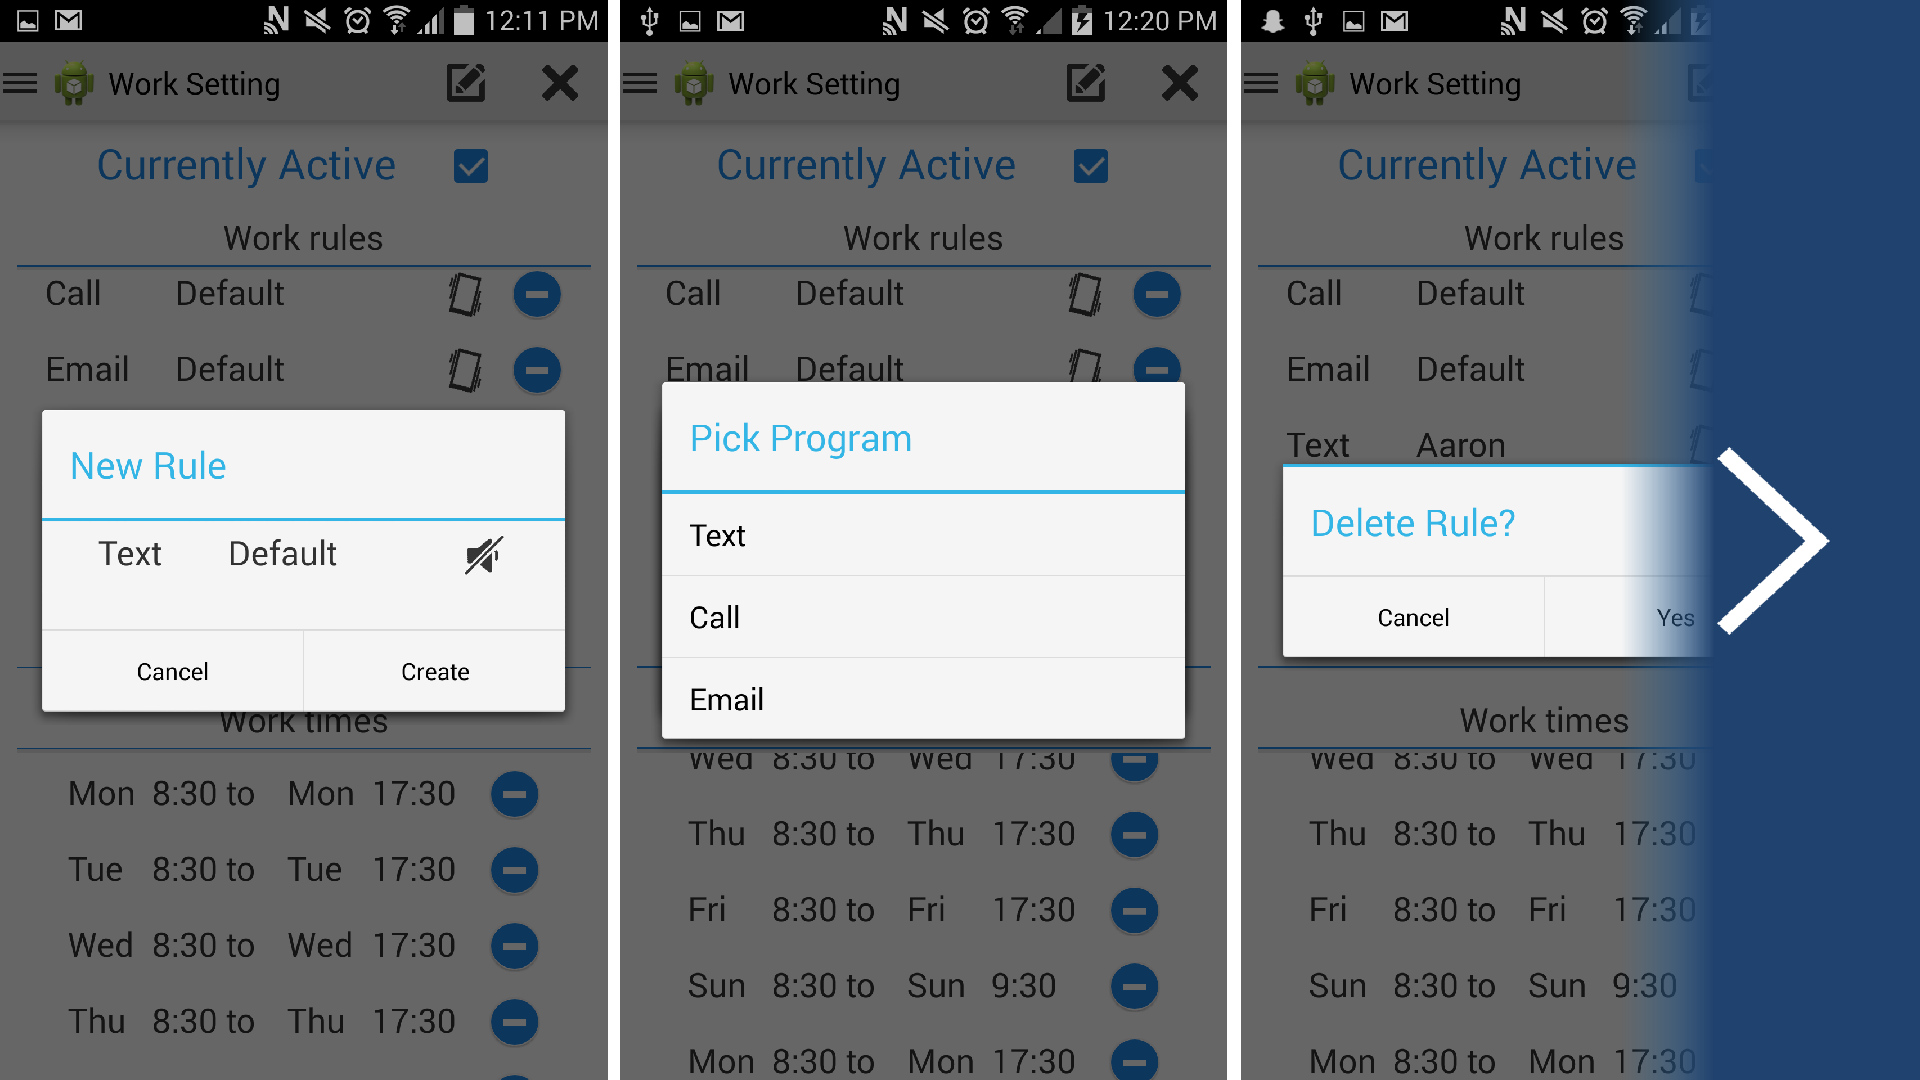 12:11 PM
Work Setting
Currently Active
Work rules
Call Default
Email Default
New Rule
Text Default
Cancel Create
Work times
Mon 8:30 to Mon 17:30
Tue 8:30 to Tue 17:30
Wed 8:30 to Wed 17:30
Thu 8:30 to Thu 17:30
12:20 PM
Work Setting
Currently Active
Work rules
Call Default
Email Default
Pick Program
Text
Call
Email
Wed 8:30 to Wed 17:30
Thu 8:30 to Thu 17:30
Fri 8:30 to Fri 17:30
Sun 8:30 to Sun 9:30
Mon 8:30 to Mon 17:30
Work Setting
Currently Active
Work rules
Call Default
Email Default
Text Aaron
Delete Rule?
Cancel Yes
Work times
Wed 8:30 to Wed 17:30
Thu 8:30 to Thu 17:30
Fri 8:30 to Fri 17:30
Sun 8:30 to Sun 9:30
Mon 8:30 to Mon 17:30